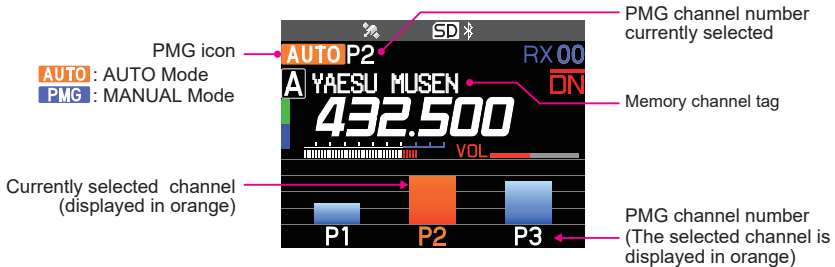 PMG icon
AUTO : AUTO Mode
PMG : MANUAL Mode
PMG channel number
currently selected
SD
AUTO P2
RX 00
A YAESU MUSEN
DN
Memory channel tag
432.500
VOL
Currently selected channel
(displayed in orange)
P1 P2 P3
PMG channel number
(The selected channel is
displayed in orange)